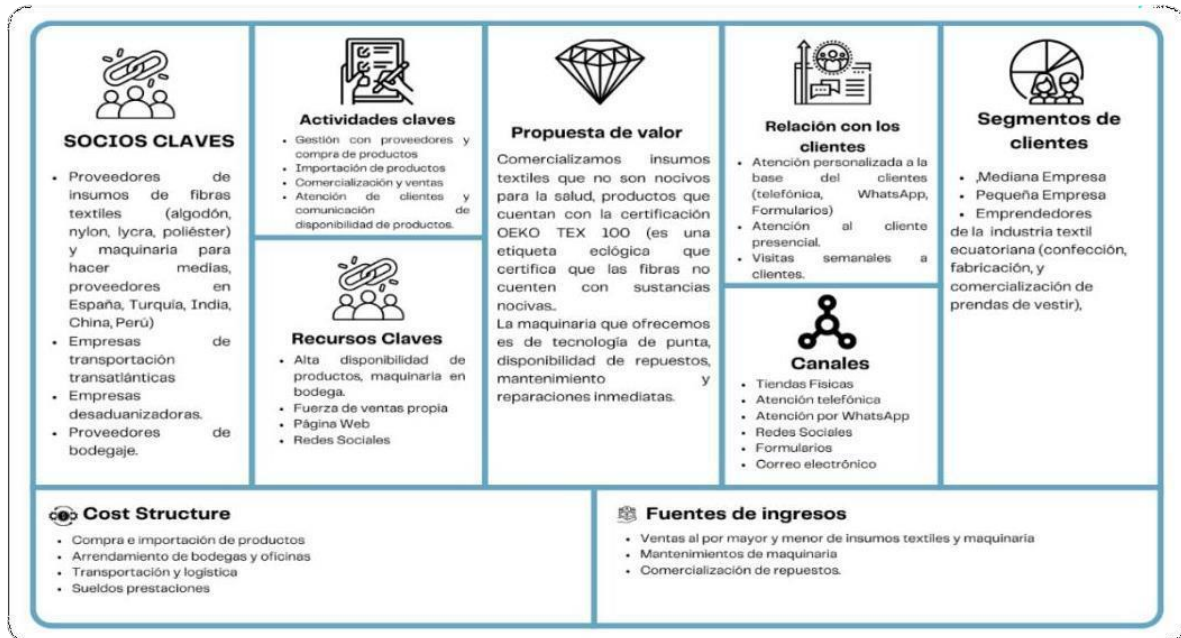 SOCIOS CLAVES
• Proveedores de
insumos de fibras
textiles (algodón,
nylon, lycra, poliéster)
y maquinaria para
hacer medias,
proveedores en
España, Turquía, India,
China, Perú)
• Empresas de
transportación
transatlánticas
• Empresas
desaduanizadoras.
• Proveedores de
bodegaje.
Actividades claves
• Gestión con proveedores y
compra de productos
• Importación de productos
• Comercialización y ventas
• Atención de clientes y
comunicación de
disponibilidad de productos.
Recursos Claves
• Alta disponibilidad de
productos, maquinaria en
bodega.
• Fuerza de ventas propia
• Página Web
• Redes Sociales
Propuesta de valor
Comercializamos insumos
textiles que no son nocivos
para la salud, productos que
cuentan con la certificación
OEKO TEX 100 (es una
etiqueta eclógica que
certifica que las fibras no
cuenten con sustancias
nocivas..
La maquinaria que ofrecemos
es de tecnología de punta,
disponibilidad de repuestos,
mantenimiento y
reparaciones inmediatas.
Relación con los
clientes
• Atención personalizada a la
base del clientes
(telefónica, WhatsApp,
Formularios)
• Atención al cliente
presencial.
• Visitas semanales a
clientes.
Canales
• Tiendas Fisicas
• Atención telefónica
• Atención por WhatsApp
• Redes Sociales
• Formularios
• Correo electrónico
Segmentos de
clientes
• ,Mediana Empresa
• Pequeña Empresa
• Emprendedores
de la industria textil
ecuatoriana (confección,
fabricación, y
comercialización de
prendas de vestir),
Cost Structure
• Compra e importación de productos
• Arrendamiento de bodegas y oficinas
• Transportación y logística
• Sueldos prestaciones
Fuentes de ingresos
• Ventas al por mayor y menor de insumos textiles y maquinaria
• Mantenimientos de maquinaria
• Comercialización de repuestos.